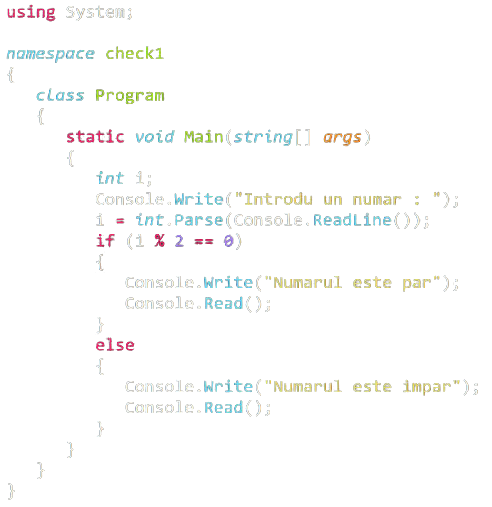 using System;
namespace check1
{
class Program
{
static void Main(string[] args)
{
int i;
Console.Write("Introdu un numar : ");
i = int.Parse(Console.ReadLine());
if (i % 2 == 0)
{
Console.Write("Numarul este par");
Console.Read();
}
else
{
Console.Write("Numarul este impar");
Console.Read();
}
}
}
}